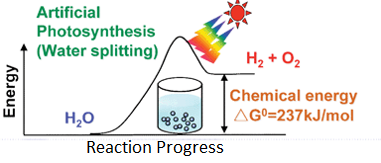 Artificial
Photosynthesis
(Water splitting)
H₂ + O₂
Energy
Chemical energy
△G⁰=237kJ/mol
H₂O
Reaction Progress